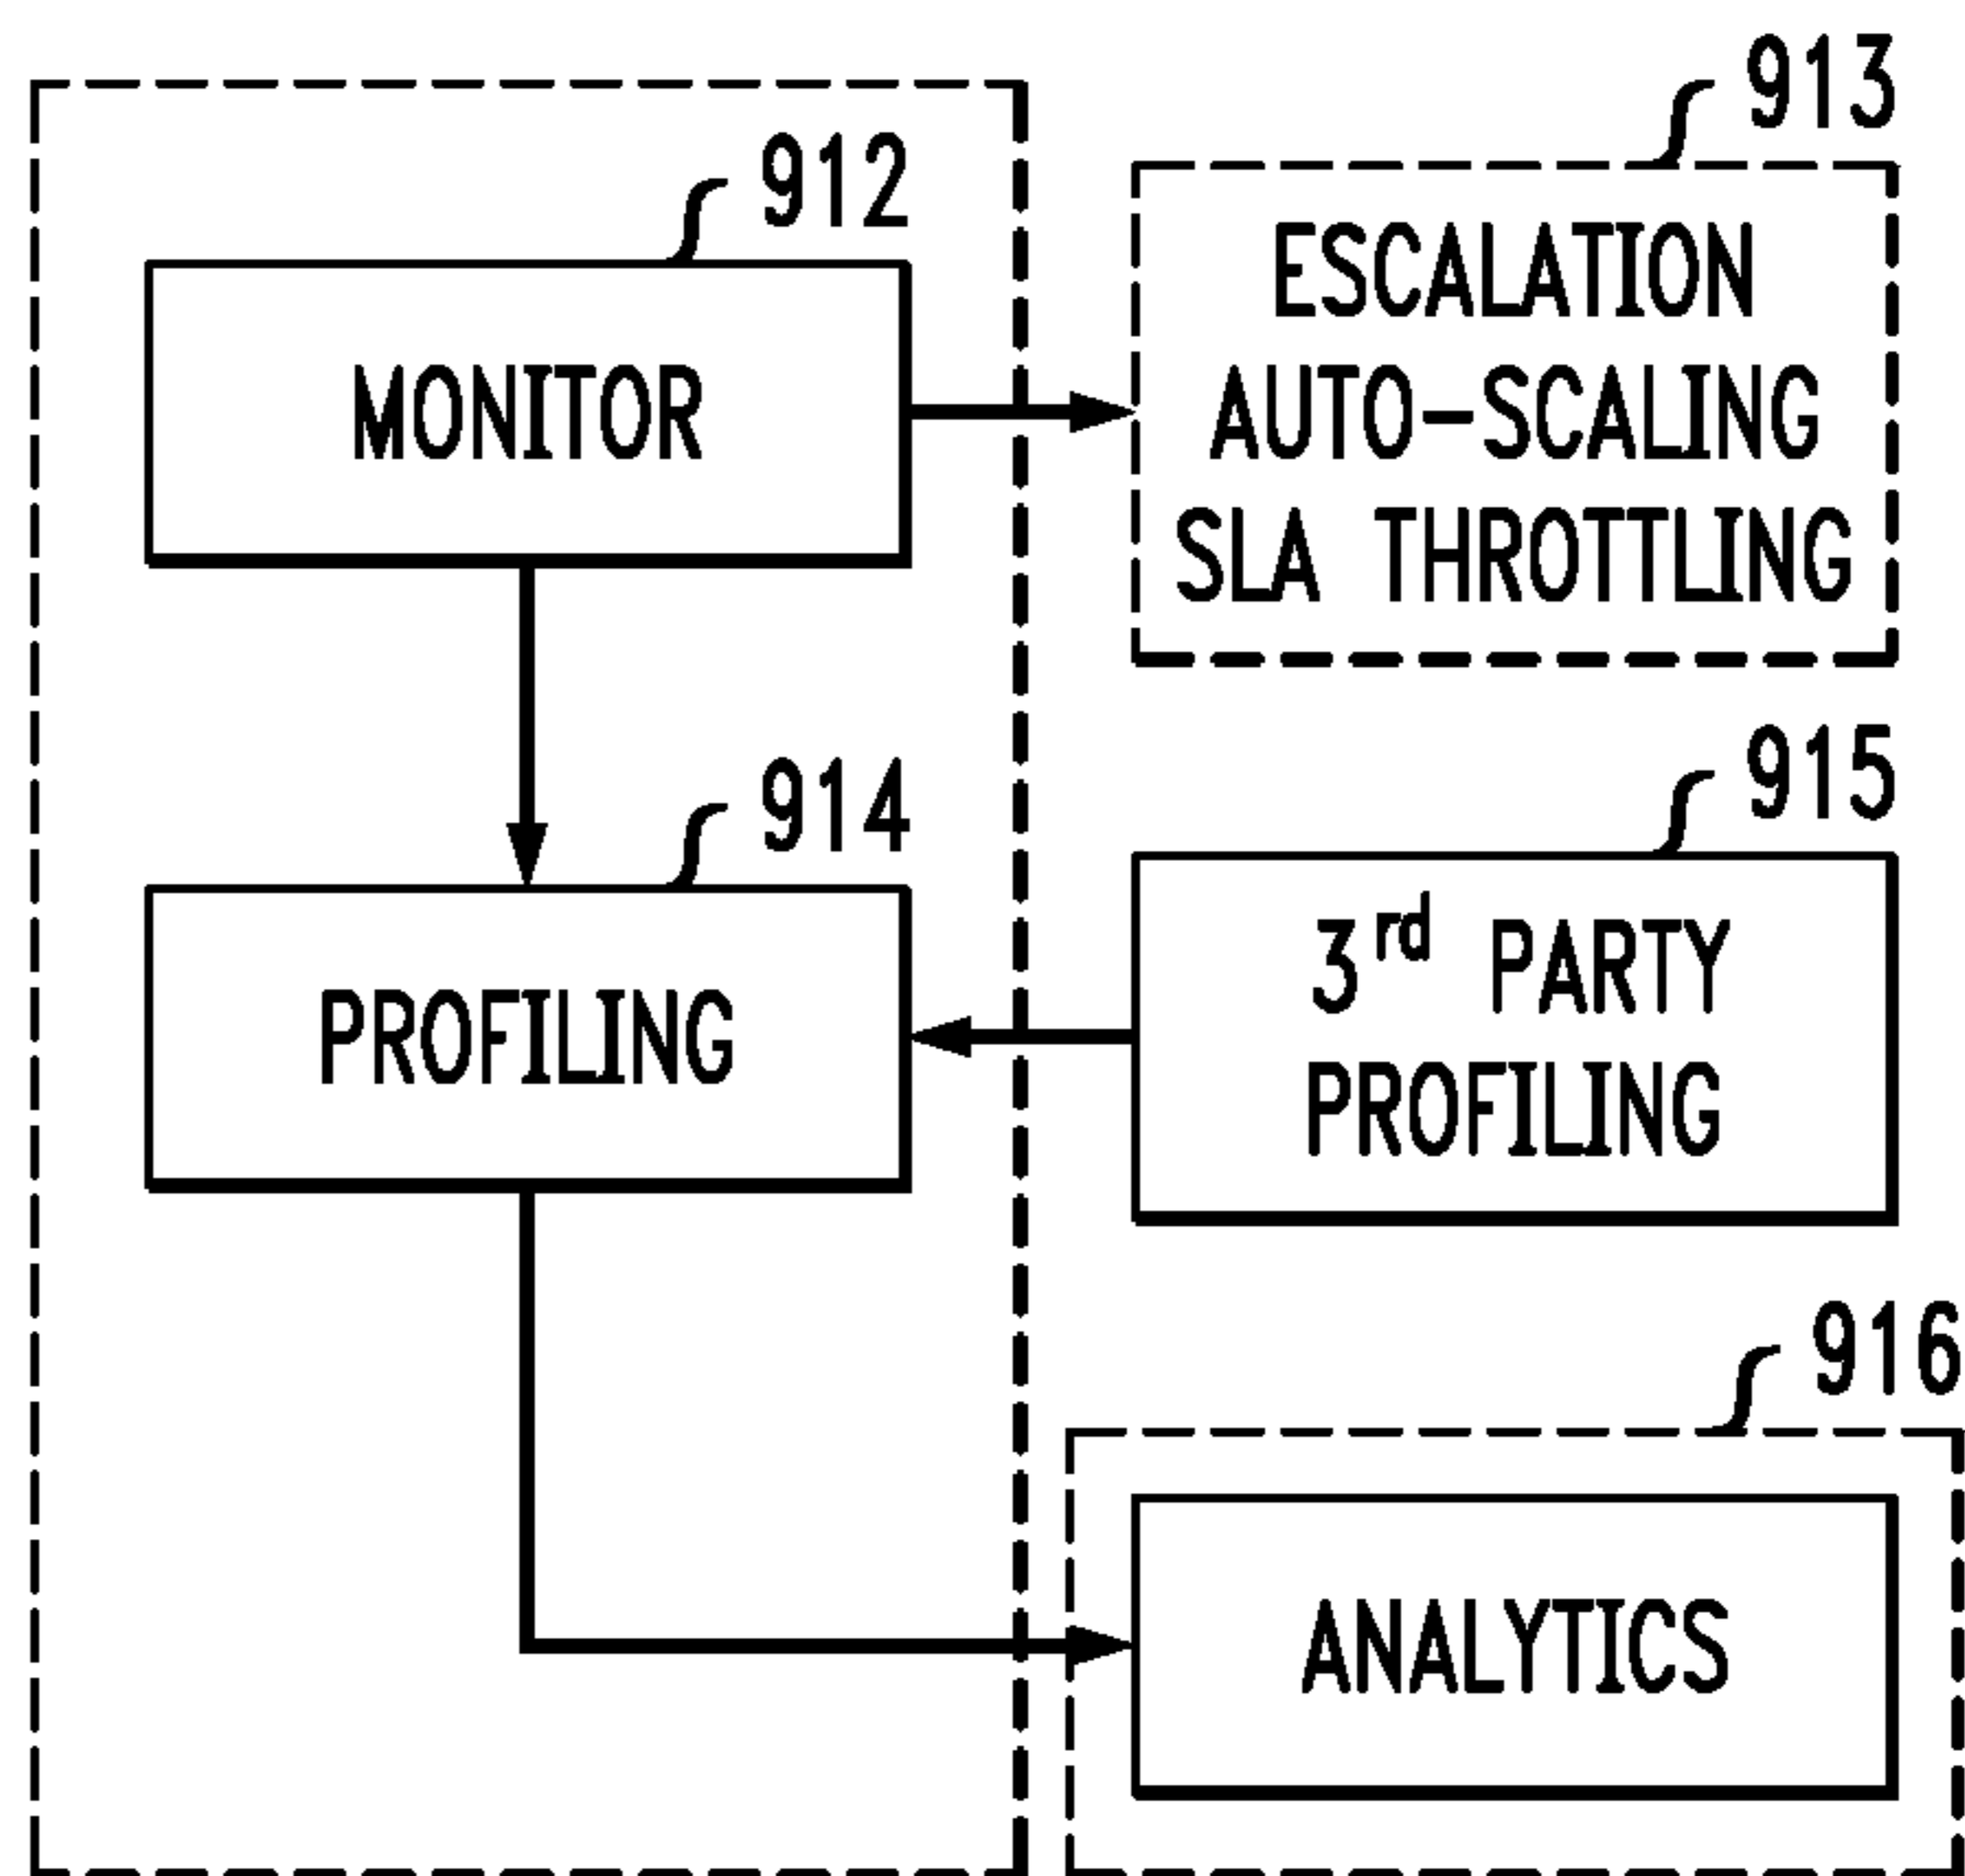 913
912
ESCALATION
AUTO-SCALING
SLA THROTTLING
MONITOR
915
914
3rd PARTY
PROFILING
PROFILING
916
ANALYTICS